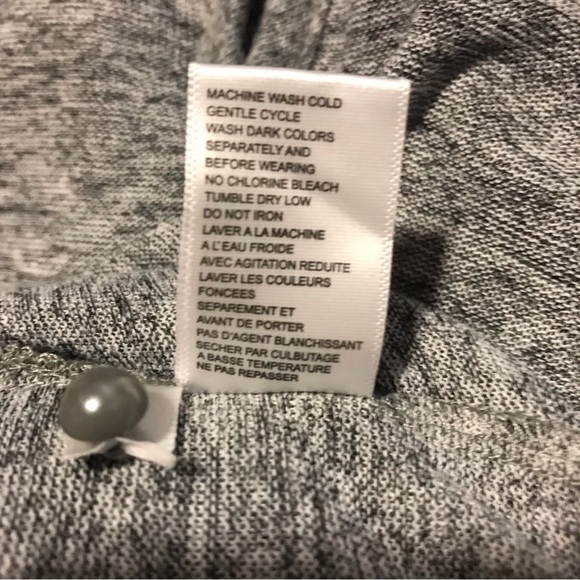 MACHINE WASH COLD
GENTLE CYCLE
WASH DARK COLORS
SEPARATELY AND
BEFORE WEARING
NO CHLORINE BLEACH
TUMBLE DRY LOW
DO NOT IRON
LAVER A LA MACHINE
A L'EAU FROIDE
AVEC AGITATION REDUITE
LAVER LES COULEURS
FONCEES
SEPAREMENT ET
AVANT DE PORTER
PAS D'AGENT BLANCHISSANT
SECHER PAR CULBUTAGE
A BASSE TEMPERATURE
NE PAS REPASSER